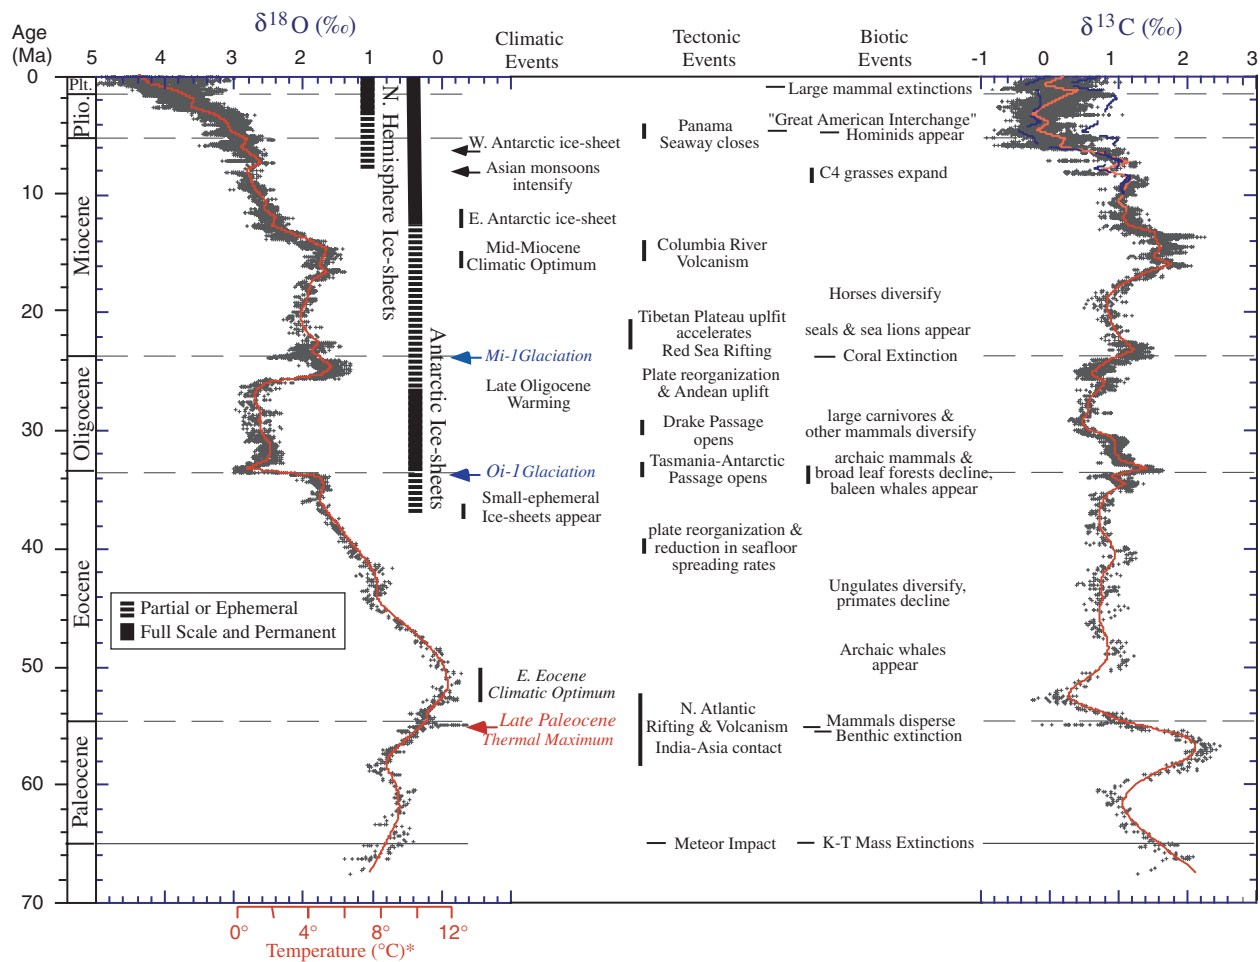 Age
(Ma)
δ18O (‰)
5 4 3 2 1 0
Climatic
Events
Tectonic
Events
Biotic
Events
δ13C (‰)
-1 0 1 2 3
0
10
20
30
40
50
60
70
Plt.
Plio.
Miocene
Oligocene
Eocene
Paleocene
N. Hemisphere Ice-sheets
Antarctic Ice-sheets
W. Antarctic ice-sheet
Asian monsoons
intensify
E. Antarctic ice-sheet
Mid-Miocene
Climatic Optimum
Mi-1Glaciation
Late Oligocene
Warming
Oi-1Glaciation
Small-ephemeral
Ice-sheets appear
E. Eocene
Climatic Optimum
Late Paleocene
Thermal Maximum
Panama
Seaway closes
Columbia River
Volcanism
Tibetan Plateau uplfit
accelerates
Red Sea Rifting
Plate reorganization
& Andean uplift
Drake Passage
opens
Tasmania-Antarctic
Passage opens
plate reorganization &
reduction in seafloor
spreading rates
N. Atlantic
Rifting & Volcanism
India-Asia contact
Meteor Impact
Large mammal extinctions
"Great American Interchange"
Hominids appear
C4 grasses expand
Horses diversify
seals & sea lions appear
Coral Extinction
large carnivores &
other mammals diversify
archaic mammals &
broad leaf forests decline,
baleen whales appear
Ungulates diversify,
primates decline
Archaic whales
appear
Mammals disperse
Benthic extinction
K-T Mass Extinctions
Partial or Ephemeral
Full Scale and Permanent
0° 4° 8° 12°
Temperature (°C)*